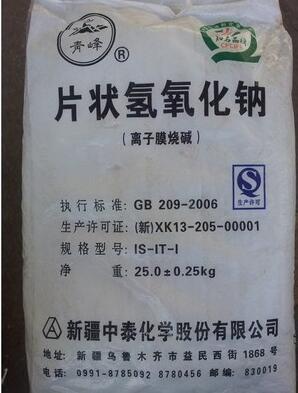 青峰 ®
片状氢氧化钠
(离子膜烧碱)
执行标准: GB 209-2006
生产许可证: (新)XK13-205-00001
规格型号: IS-IT-I
净 重: 25.0±0.25kg
生产许可
新疆中泰化学股份有限公司
地址: 新疆乌鲁木齐市益民西街1868号
电话: 0991-8785092 8780456 邮编: 830019